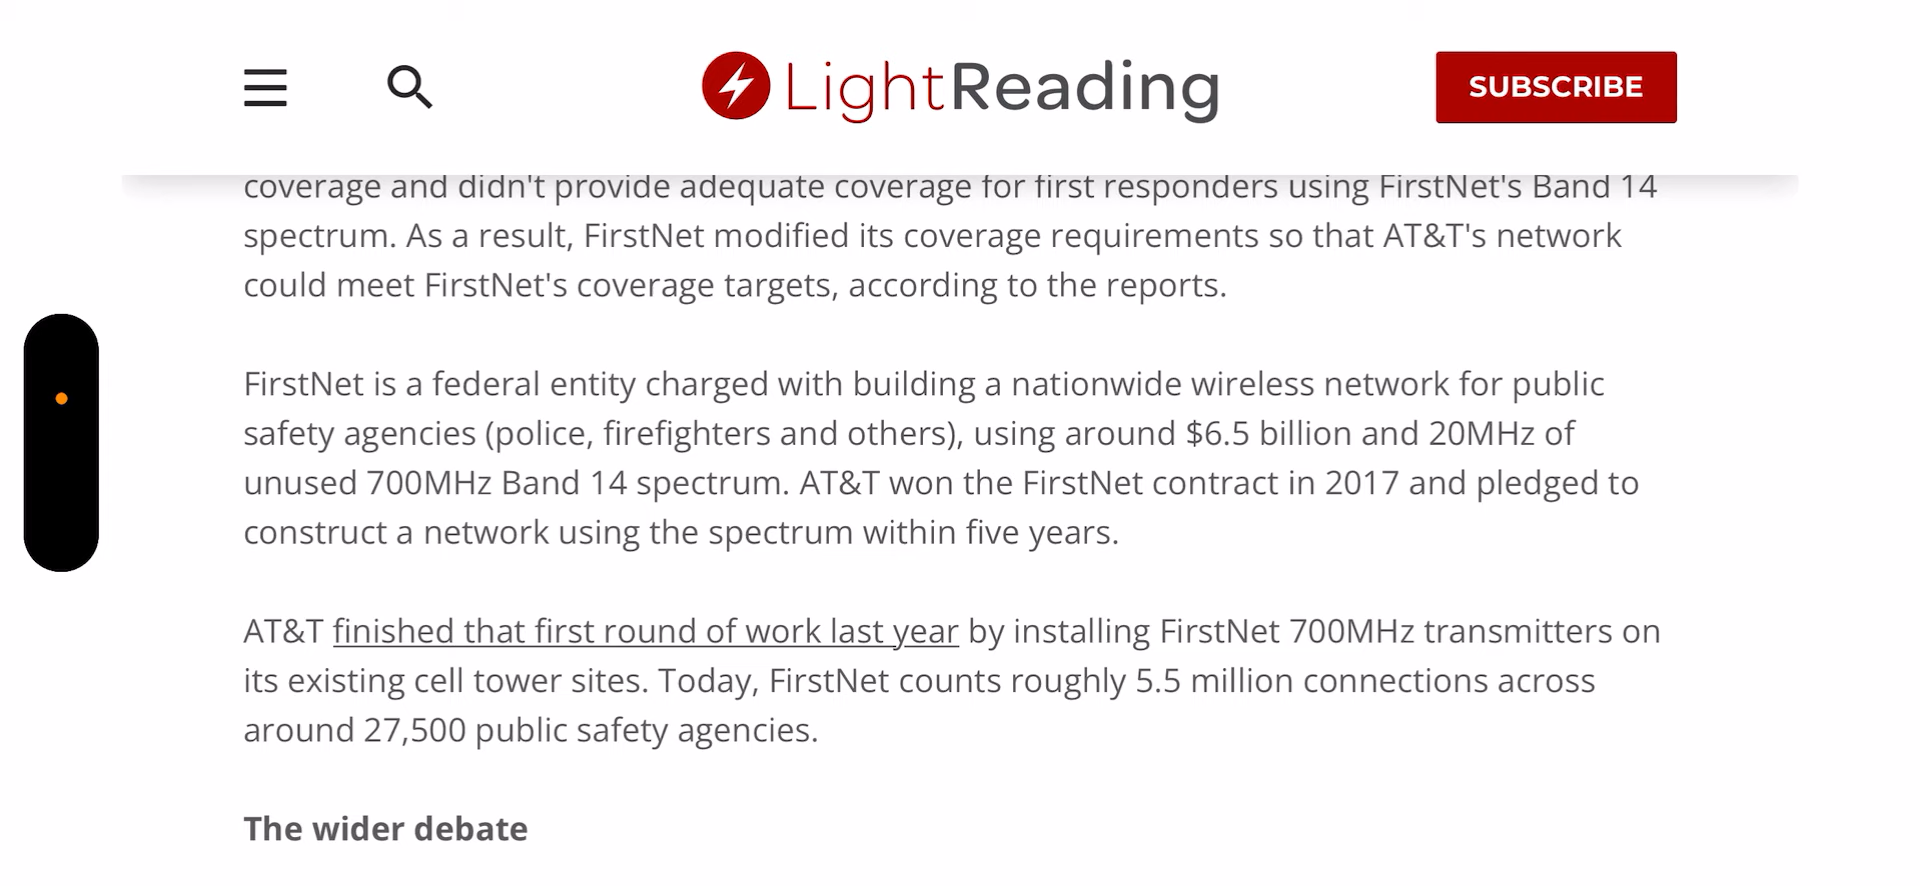 LightReading
SUBSCRIBE
coverage and didn't provide adequate coverage for first responders using FirstNet's Band 14
spectrum. As a result, FirstNet modified its coverage requirements so that AT&T's network
could meet FirstNet's coverage targets, according to the reports.
FirstNet is a federal entity charged with building a nationwide wireless network for public
safety agencies (police, firefighters and others), using around $6.5 billion and 20MHz of
unused 700MHz Band 14 spectrum. AT&T won the FirstNet contract in 2017 and pledged to
construct a network using the spectrum within five years.
AT&T finished that first round of work last year by installing FirstNet 700MHz transmitters on
its existing cell tower sites. Today, FirstNet counts roughly 5.5 million connections across
around 27,500 public safety agencies.
The wider debate